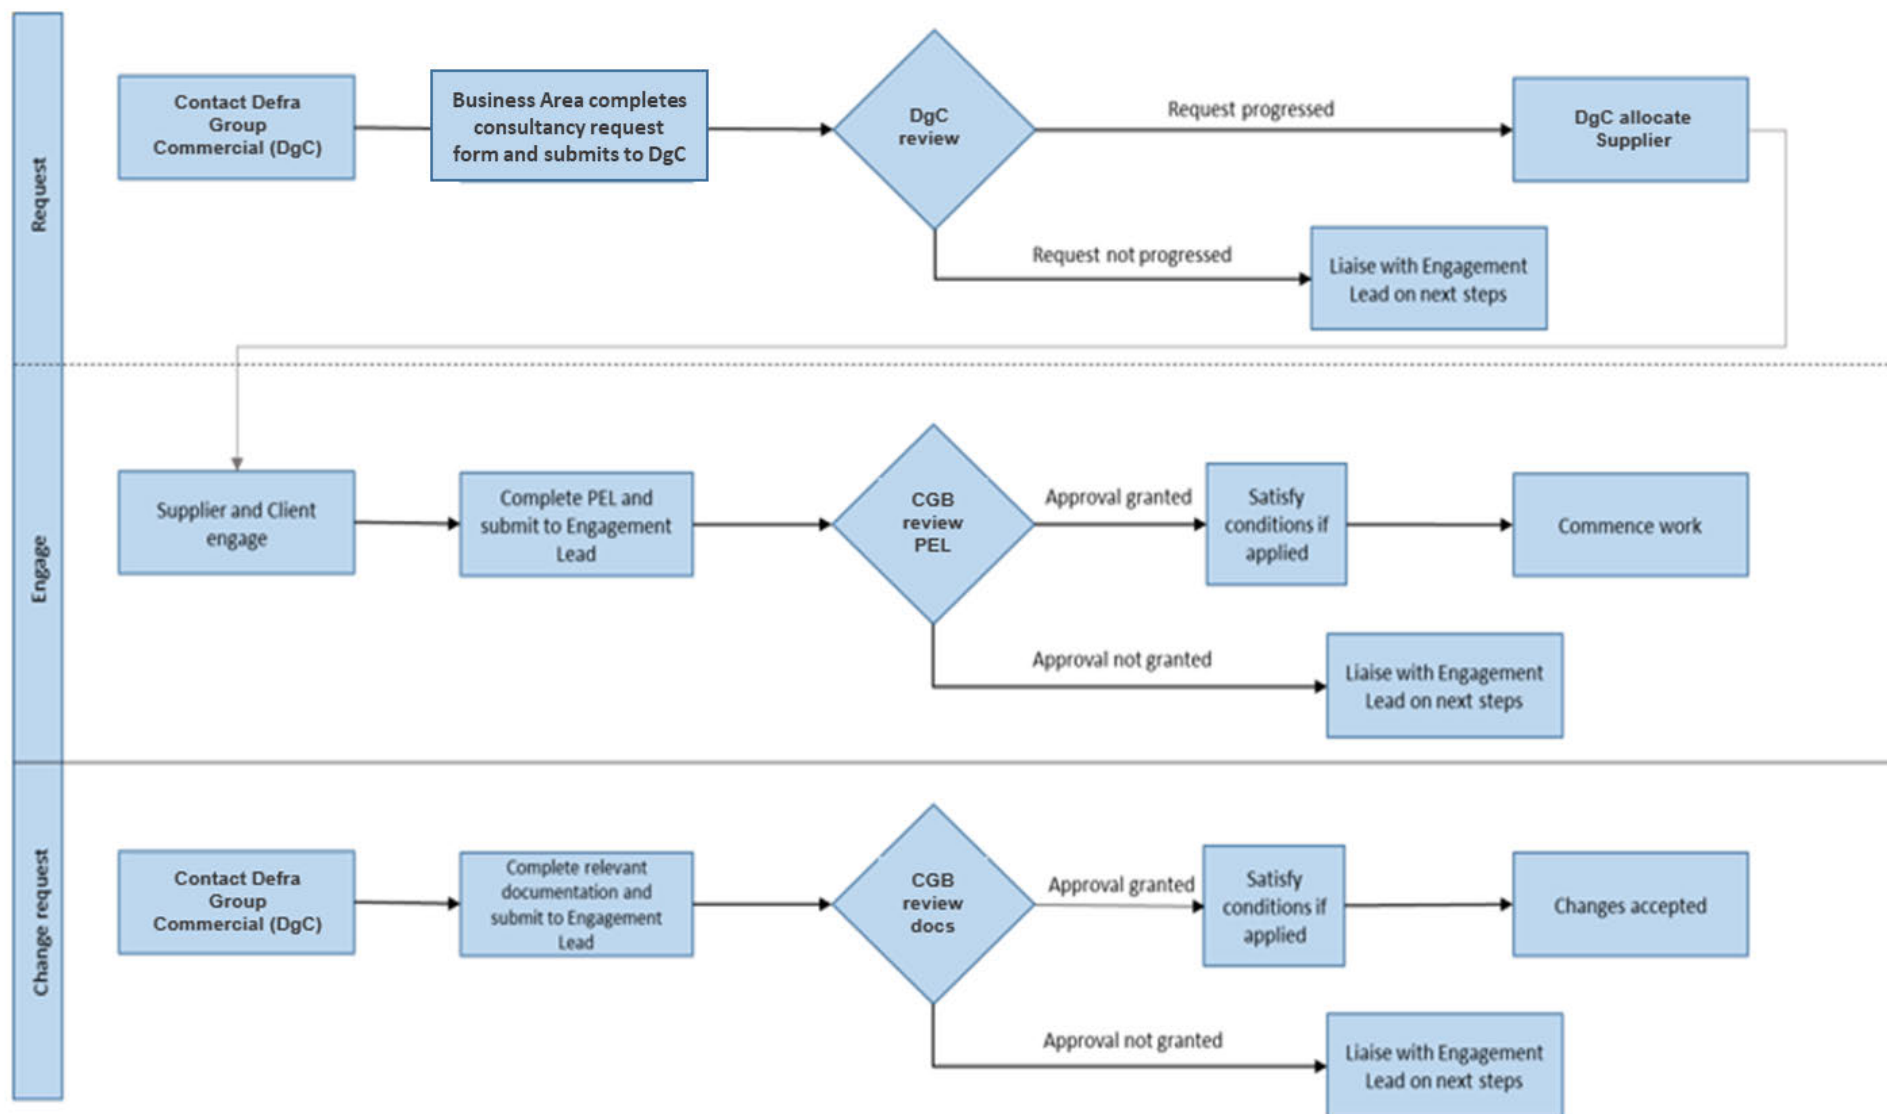 Request
Contact Defra
Group
Commercial (DgC)
Business Area completes
consultancy request
form and submits to DgC
DgC
review
Request progressed
DgC allocate
Supplier
Request not progressed
Liaise with Engagement
Lead on next steps
Engage
Supplier and Client
engage
Complete PEL and
submit to Engagement
Lead
CGB
review
PEL
Approval granted
Satisfy
conditions if
applied
Commence work
Approval not granted
Liaise with Engagement
Lead on next steps
Change request
Contact Defra
Group
Commercial (DgC)
Complete relevant
documentation and
submit to Engagement
Lead
CGB
review
docs
Approval granted
Satisfy
conditions if
applied
Changes accepted
Approval not granted
Liaise with Engagement
Lead on next steps